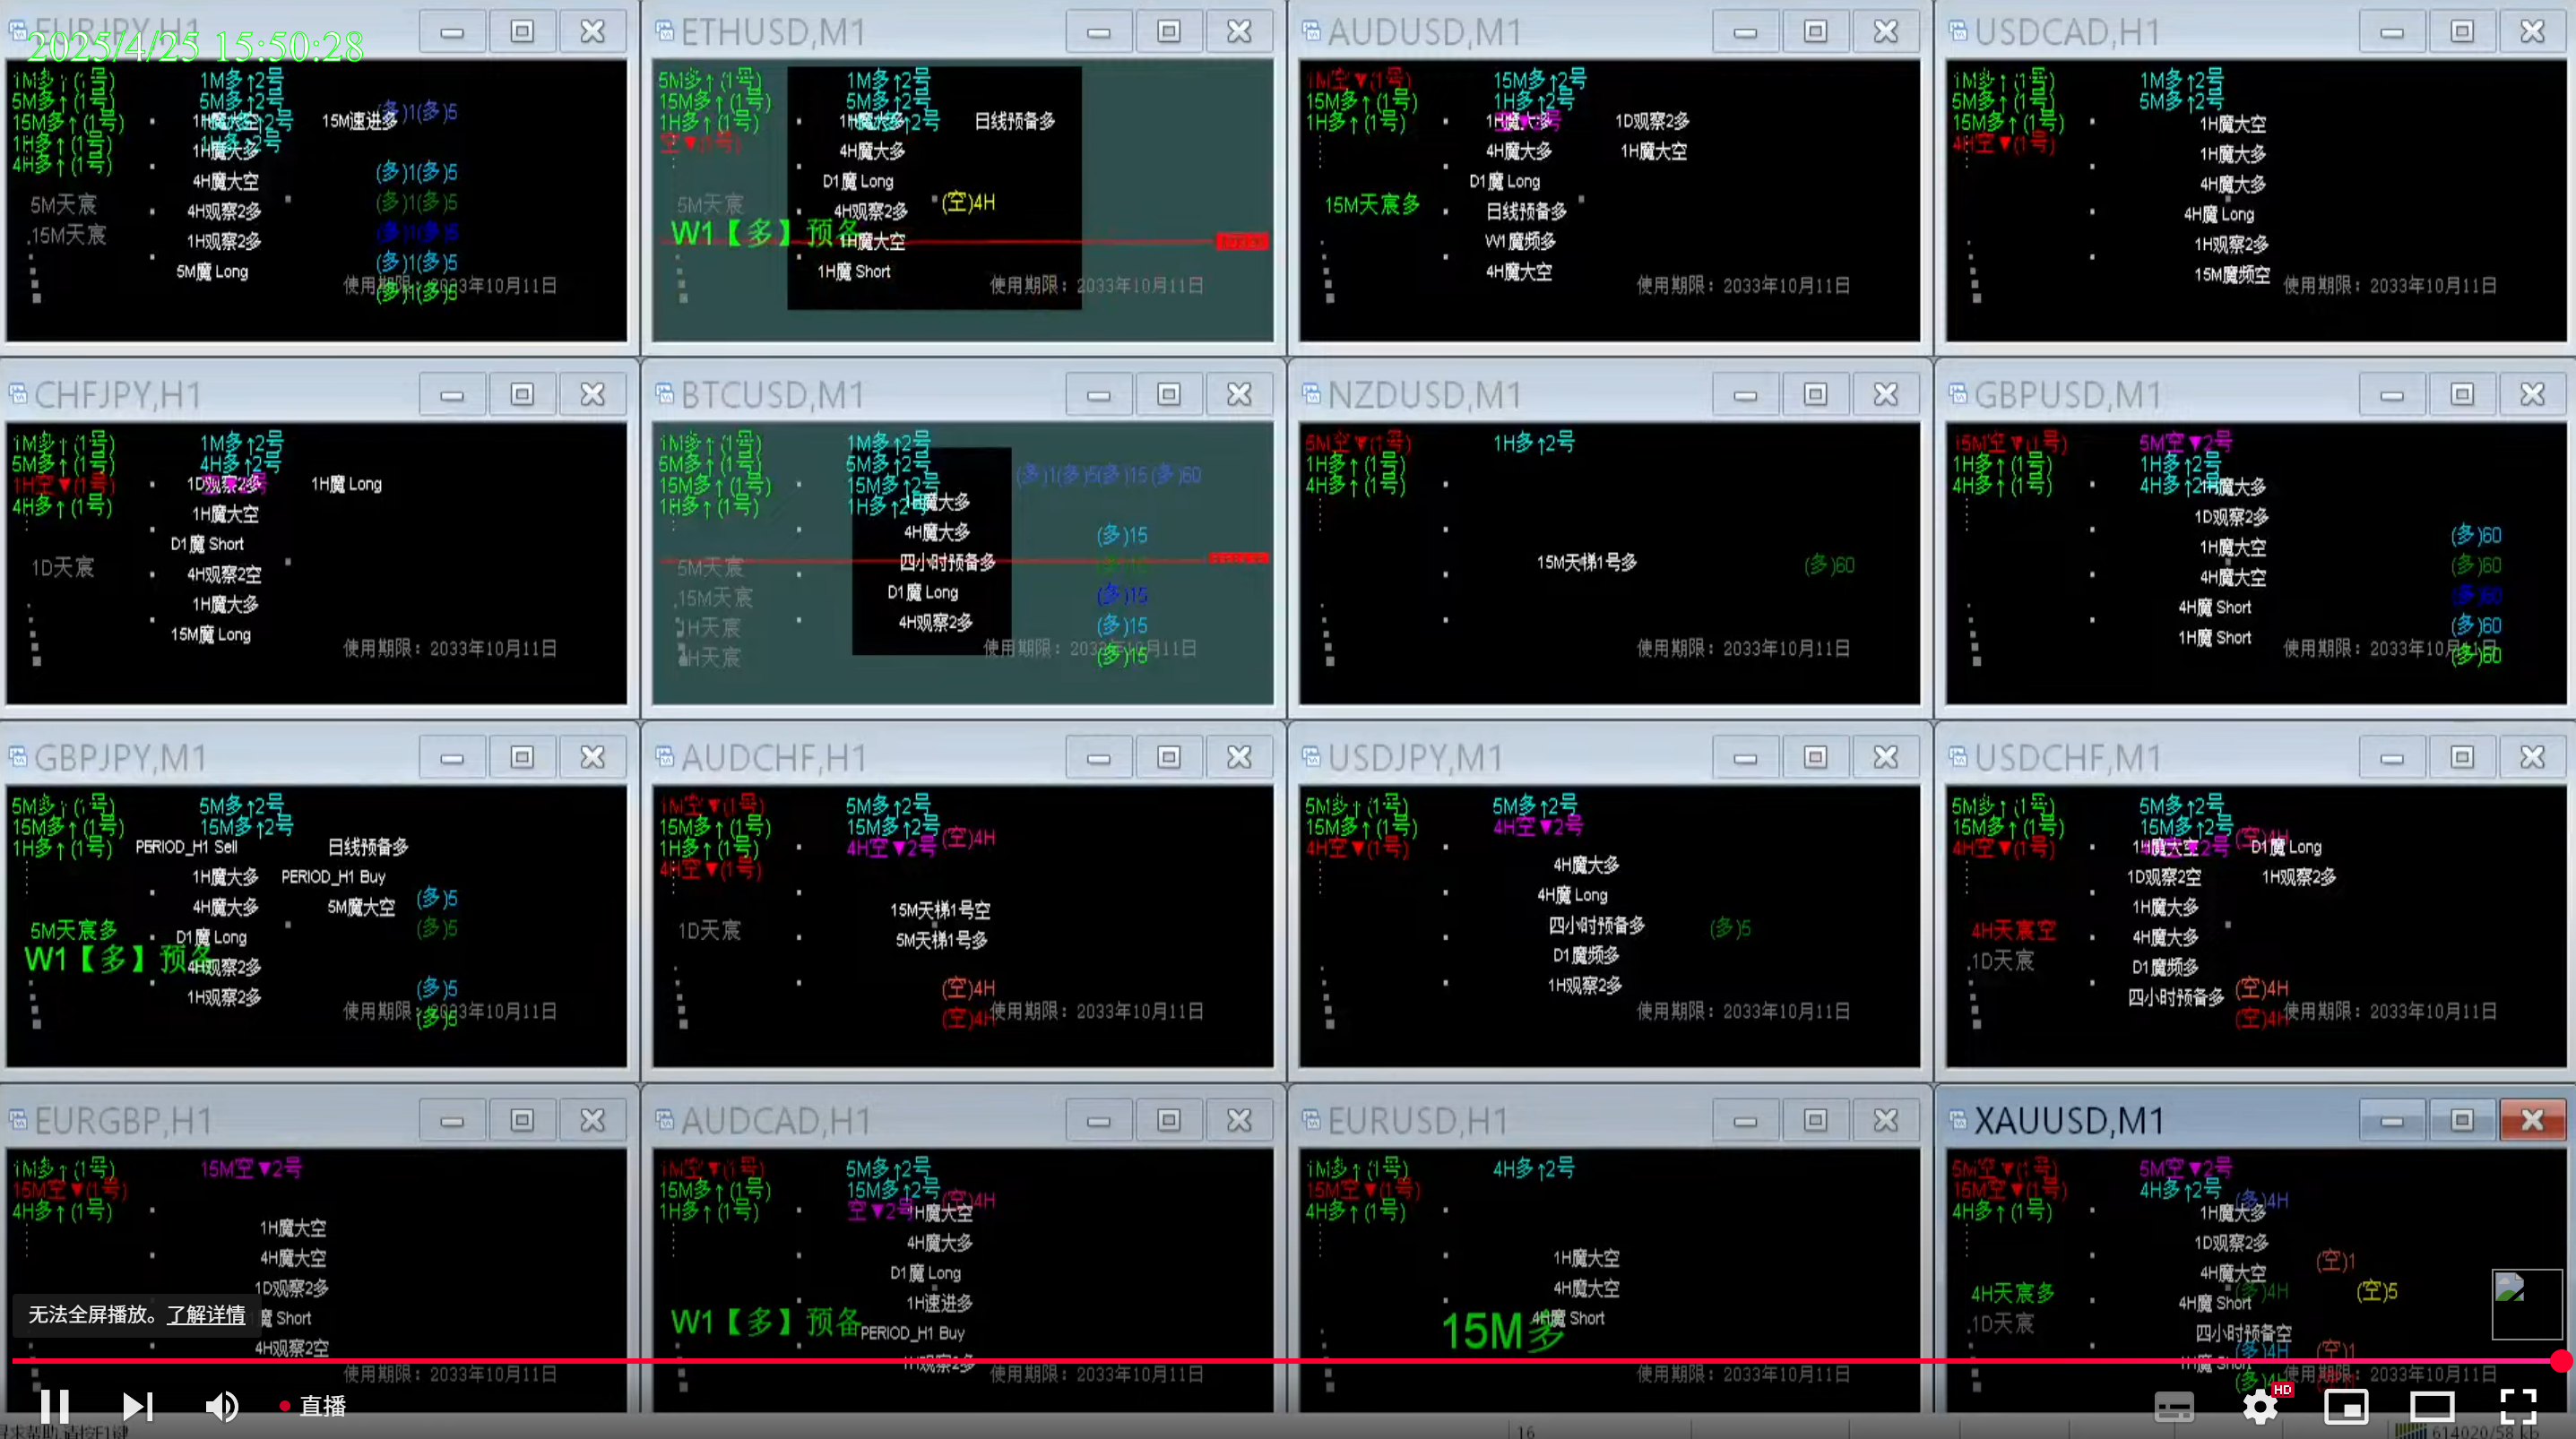 EURJPY,H1
2025/4/25 15:50:28
1M多↑(1号)
5M多↑(1号)
15M多↑(1号)
1H多↑(1号)
4H多↑(1号)
1M多↑2号
5M多↑2号
1H魔大空
15M速进多
(多)1(多)5
1H魔大多
(多)1(多)5
4H魔大空
(多)1(多)5
5M天宸
4H观察2多
(多)1(多)5
15M天宸
1H观察2多
(多)1(多)5
5M魔 Long
使用期限：2033年10月11日
(多)1(多)5
ETHUSD,M1
5M多↑(1号)
15M多↑(1号)
1H多↑(1号)
空▼(1号)
1M多↑2号
5M多↑2号
1H魔大多
日线预备多
4H魔大多
D1魔 Long
5M天宸
4H观察2多
(空)4H
W1【多】预备
1H魔大空
1H魔 Short
使用期限：2033年10月11日
AUDUSD,M1
1M空▼(1号)
15M多↑(1号)
1H多↑(1号)
15M多↑2号
1H多↑2号
1H魔大多
1D观察2多
4H魔大多
1H魔大空
D1魔 Long
15M天宸多
日线预备多
W1魔频多
4H魔大空
使用期限：2033年10月11日
USDCAD,H1
1M多↑(1号)
5M多↑(1号)
15M多↑(1号)
4H空▼(1号)
1M多↑2号
5M多↑2号
1H魔大空
1H魔大多
4H魔大多
4H魔 Long
1H观察2多
15M魔频空
使用期限：2033年10月11日
CHFJPY,H1
1M多↑(1号)
5M多↑(1号)
1H空▼(1号)
4H多↑(1号)
1M多↑2号
4H多↑2号
1D观察2多
1H魔 Long
1H魔大空
D1魔 Short
1D天宸
4H观察2空
1H魔大多
15M魔 Long
使用期限：2033年10月11日
BTCUSD,M1
1M多↑(1号)
5M多↑(1号)
15M多↑(1号)
1H多↑(1号)
1M多↑2号
5M多↑2号
15M多↑2号
1H多↑2号
(多)1(多)5(多)15(多)60
1H魔大多
4H魔大多
(多)15
四小时预备多
5M天宸
D1魔 Long
(多)15
15M天宸
4H观察2多
(多)15
1H天宸
使用期限：2033年10月11日
(多)15
4H天宸
NZDUSD,M1
5M空▼(1号)
1H多↑(1号)
4H多↑(1号)
1H多↑2号
15M天梯1号多
(多)60
使用期限：2033年10月11日
GBPUSD,M1
15M空▼(1号)
1H多↑(1号)
4H多↑(1号)
5M空▼2号
1H多↑2号
4H多↑2号
1H魔大多
1D观察2多
1H魔大空
(多)60
4H魔大空
(多)60
4H魔 Short
(多)60
1H魔 Short
(多)60
使用期限：2033年10月11日
(多)60
GBPJPY,M1
5M多↑(1号)
15M多↑(1号)
1H多↑(1号)
5M多↑2号
15M多↑2号
PERIOD_H1 Sell
日线预备多
1H魔大多
PERIOD_H1 Buy
4H魔大多
5M魔大空
(多)5
5M天宸多
D1魔 Long
(多)5
W1【多】预备
4H观察2多
1H观察2多
(多)5
使用期限：2033年10月11日
(多)5
AUDCHF,H1
1M空▼(1号)
15M多↑(1号)
1H多↑(1号)
4H空▼(1号)
5M多↑2号
15M多↑2号
4H空▼2号
(空)4H
15M天梯1号空
1D天宸
5M天梯1号多
(空)4H
(空)4H
使用期限：2033年10月11日
USDJPY,M1
5M多↑(1号)
15M多↑(1号)
4H空▼(1号)
5M多↑2号
4H空▼2号
4H魔大多
4H魔 Long
四小时预备多
(多)5
D1魔频多
1H观察2多
使用期限：2033年10月11日
USDCHF,M1
5M多↑(1号)
15M多↑(1号)
4H空▼(1号)
5M多↑2号
15M多↑2号
(空)4H
1H魔大空
D1魔 Long
1D观察2空
1H观察2多
1H魔大多
4H天宸空
4H魔大多
1D天宸
D1魔频多
四小时预备多
(空)4H
(空)4H
使用期限：2033年10月11日
EURGBP,H1
1M多↑(1号)
15M空▼(1号)
4H多↑(1号)
15M空▼2号
1H魔大空
4H魔大空
1D观察2多
魔 Short
4H观察2空
使用期限：2033年10月11日
AUDCAD,H1
1M空▼(1号)
15M多↑(1号)
1H多↑(1号)
5M多↑2号
15M多↑2号
空▼2号
(空)4H
1H魔大空
4H魔大多
D1魔 Long
1H速进多
W1【多】预备
PERIOD_H1 Buy
1H观察2多
使用期限：2033年10月11日
EURUSD,H1
1M多↑(1号)
15M空▼(1号)
4H多↑(1号)
4H多↑2号
1H魔大空
4H魔大空
4H魔 Short
15M多
使用期限：2033年10月11日
XAUUSD,M1
5M空▼(1号)
15M空▼(1号)
4H多↑(1号)
5M空▼2号
4H多↑2号
(多)4H
1H魔大多
1D观察2多
4H魔大空
(空)1
4H天宸多
(多)4H
(空)5
4H魔 Short
1D天宸
四小时预备空
(多)4H
(空)1
1H魔 Short
使用期限：2033年10月11日
(多)4H
无法全屏播放。了解详情
直播
HD
寻求帮助,请按F1键
16
614020/58 kb